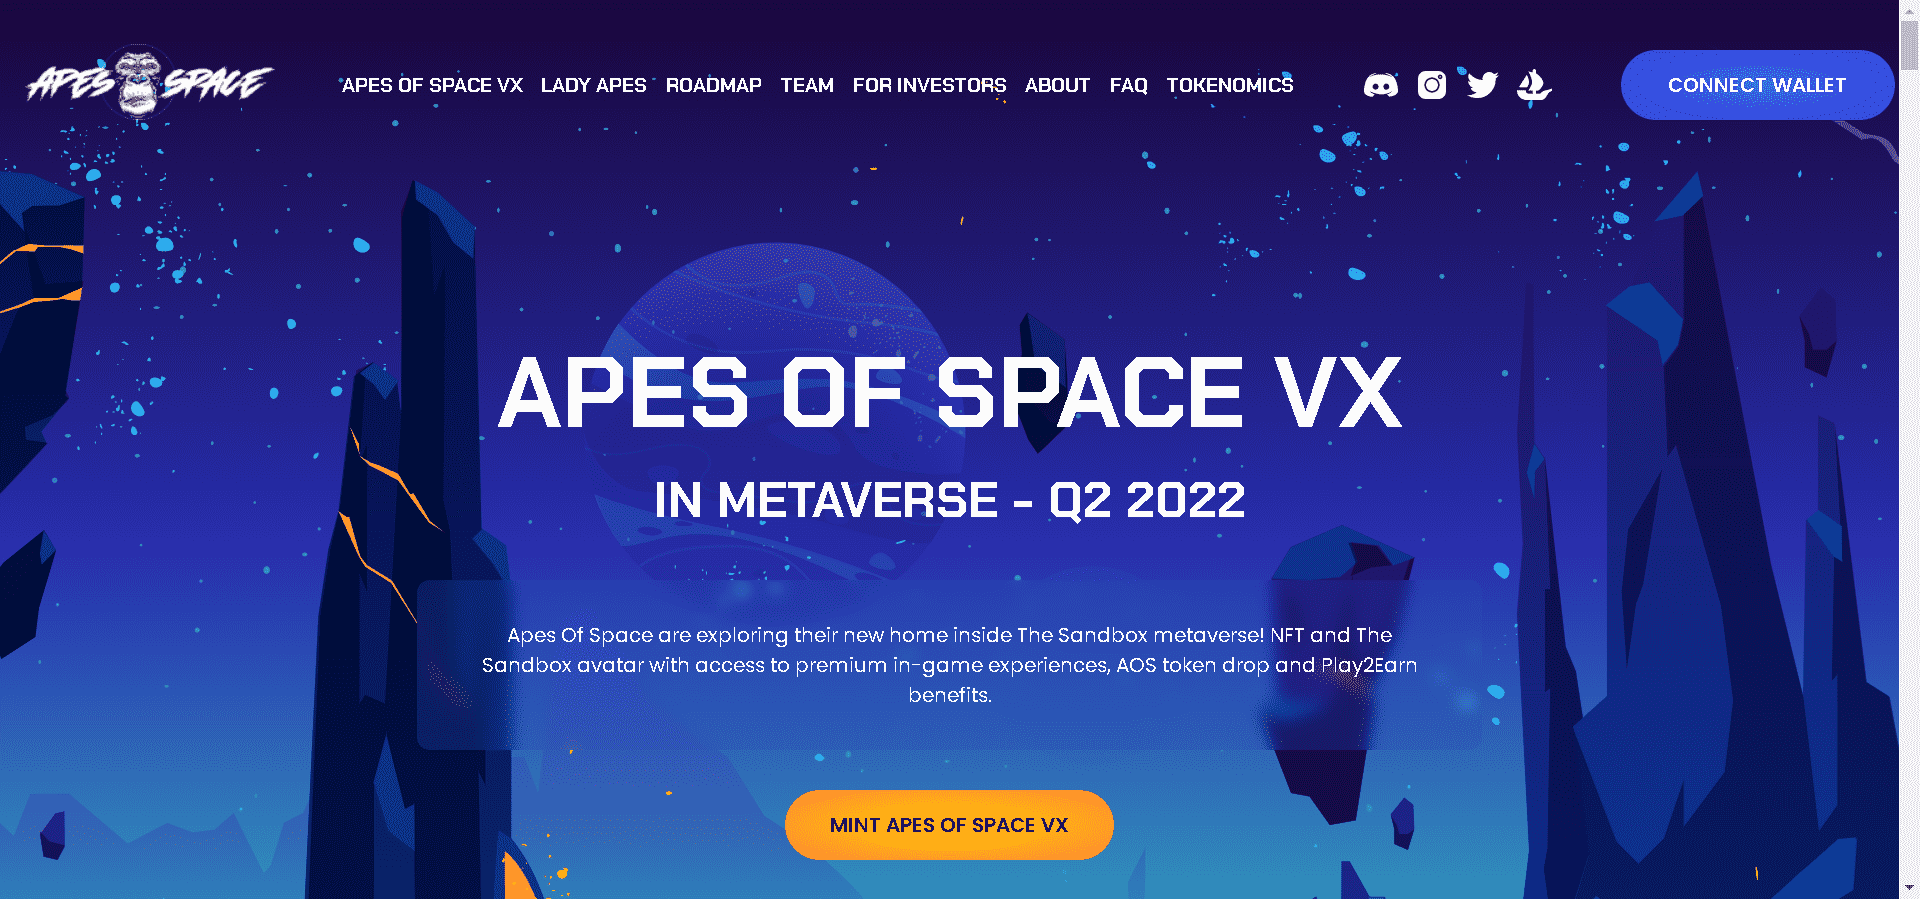 APES SPACE
APES OF SPACE VX LADY APES ROADMAP TEAM FOR INVESTORS ABOUT FAQ TOKENOMICS
CONNECT WALLET
APES OF SPACE VX
IN METAVERSE - Q2 2022
Apes Of Space are exploring their new home inside The Sandbox metaverse! NFT and The
Sandbox avatar with access to premium in-game experiences, AOS token drop and Play2Earn
benefits.
MINT APES OF SPACE VX